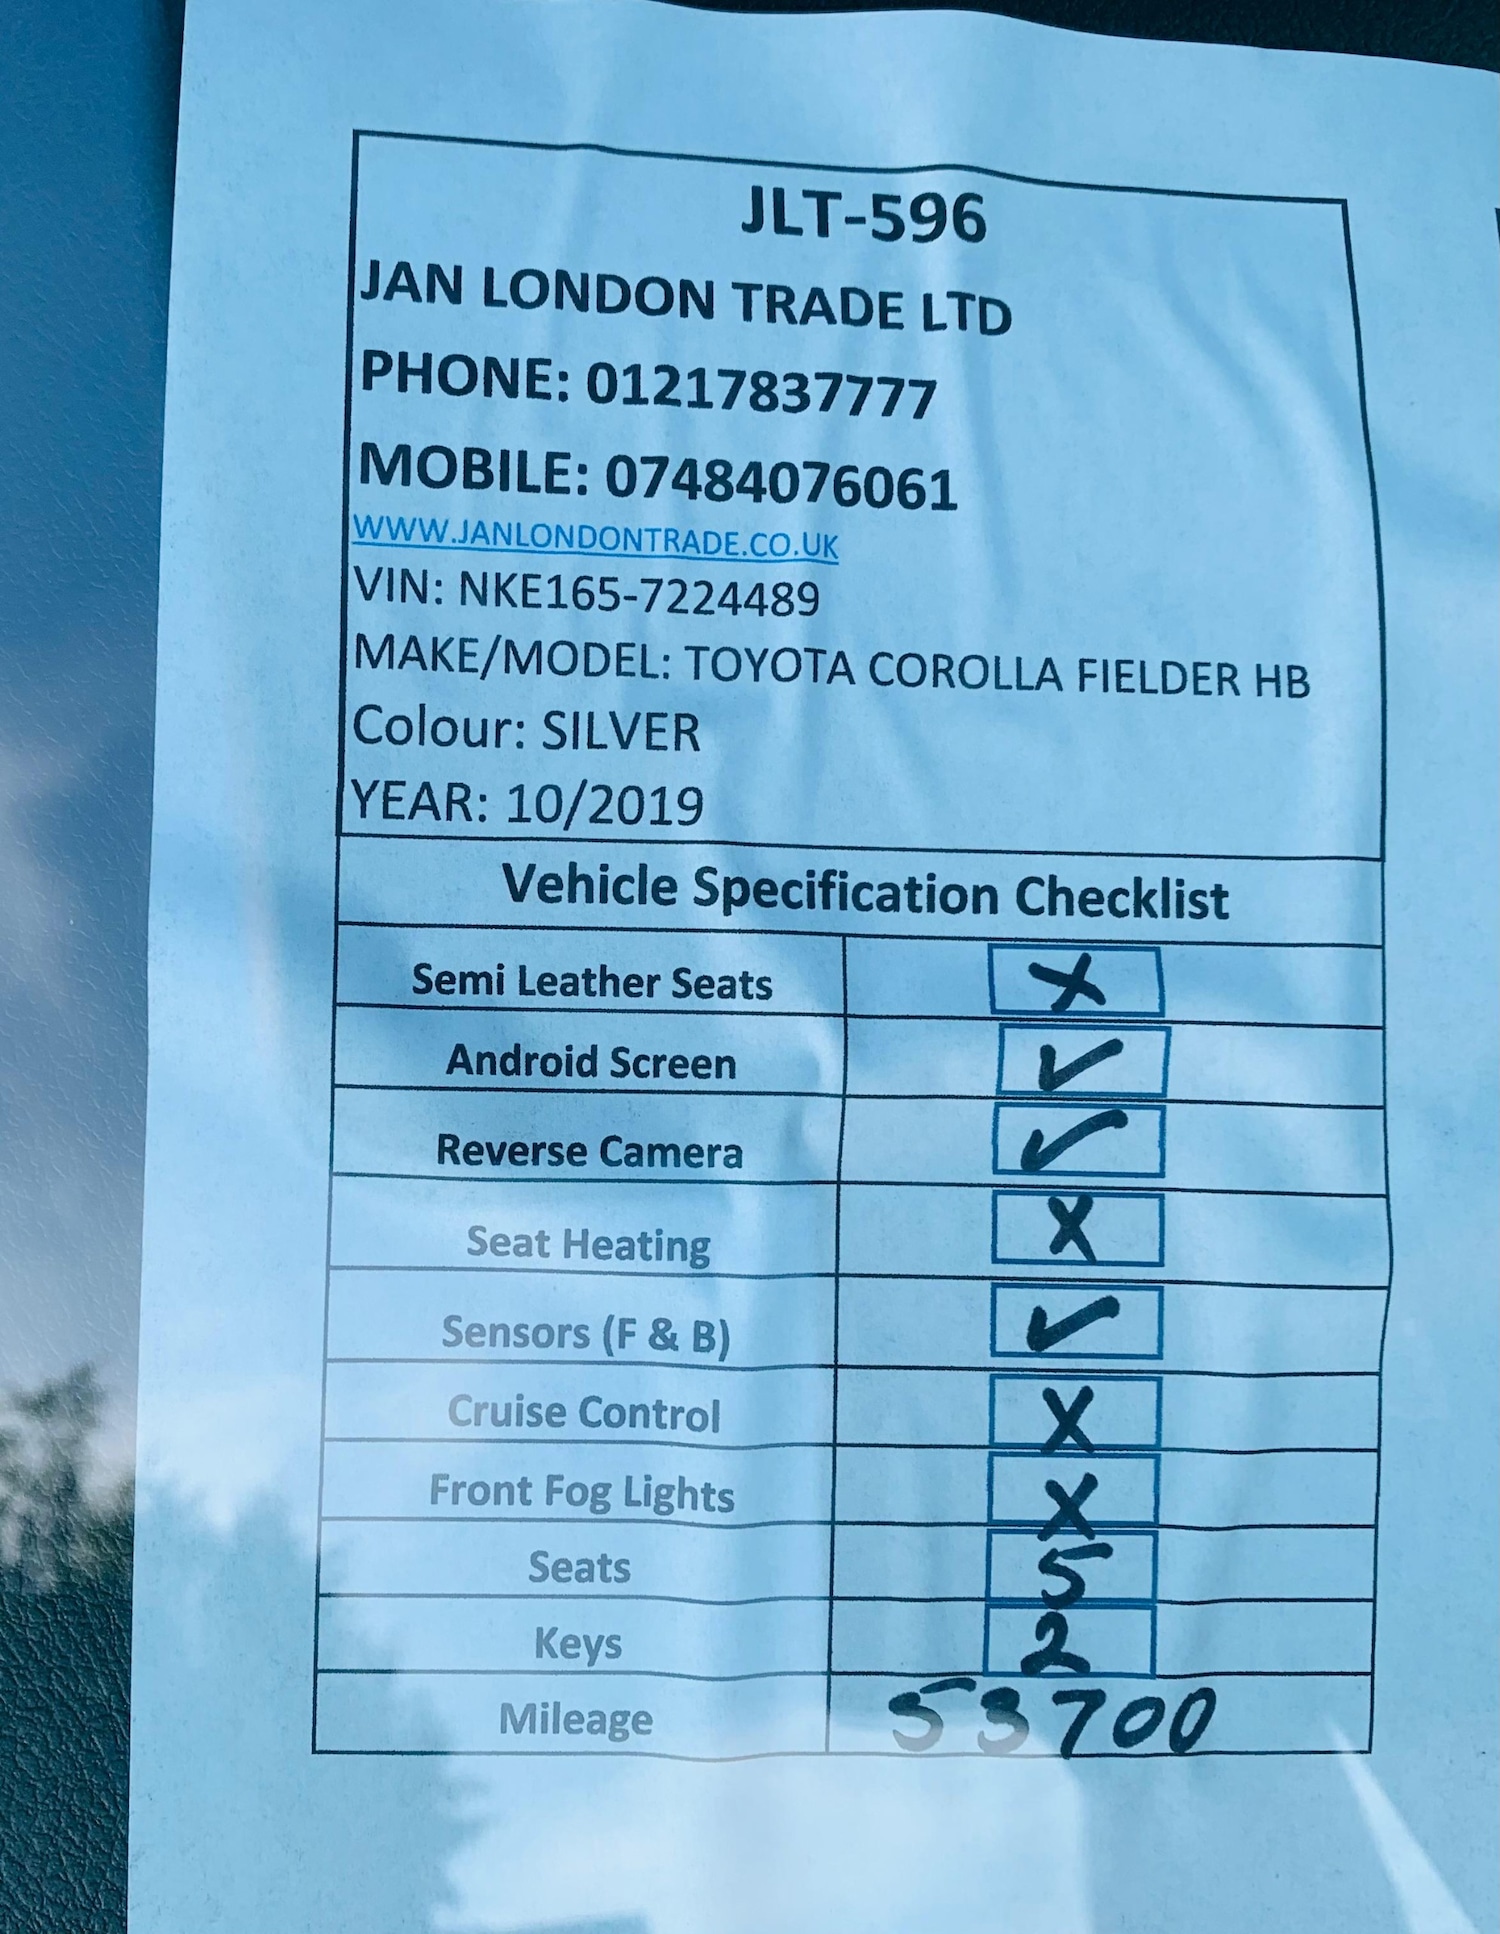 JLT-596
JAN LONDON TRADE LTD
PHONE: 01217837777
MOBILE: 07484076061
WWW.JANLONDONTRADE.CO.UK
VIN: NKE165-7224489
MAKE/MODEL: TOYOTA COROLLA FIELDER HB
Colour: SILVER
YEAR: 10/2019
Vehicle Specification Checklist
Semi Leather Seats X
Android Screen ✓
Reverse Camera ✓
Seat Heating X
Sensors (F & B) ✓
Cruise Control X
Front Fog Lights X
Seats 5
Keys 2
Mileage 53700